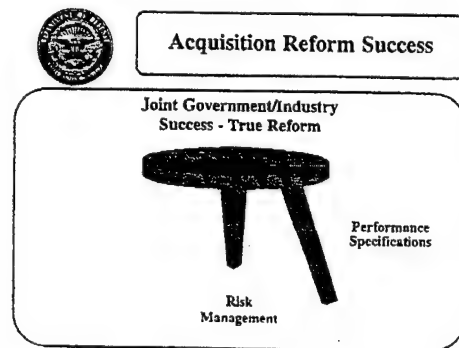 Acquisition Reform Success
Joint Government/Industry
Success - True Reform
Performance
Specifications
Risk
Management